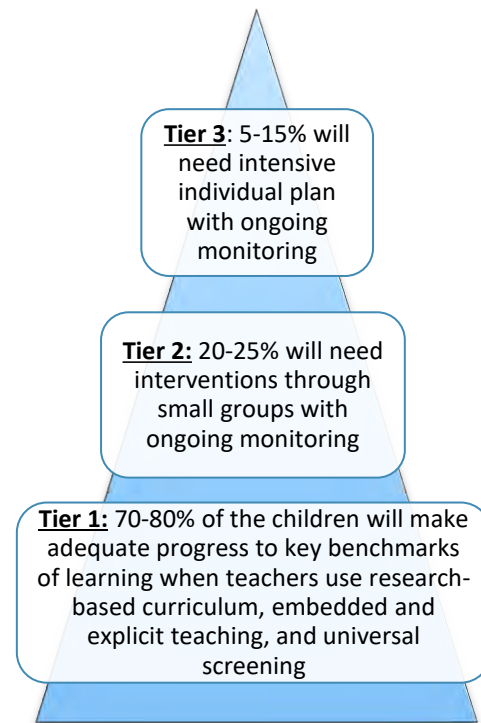 Tier 3: 5-15% will
need intensive
individual plan
with ongoing
monitoring
Tier 2: 20-25% will need
interventions through
small groups with
ongoing monitoring
Tier 1: 70-80% of the children will make
adequate progress to key benchmarks
of learning when teachers use research-
based curriculum, embedded and
explicit teaching, and universal
screening